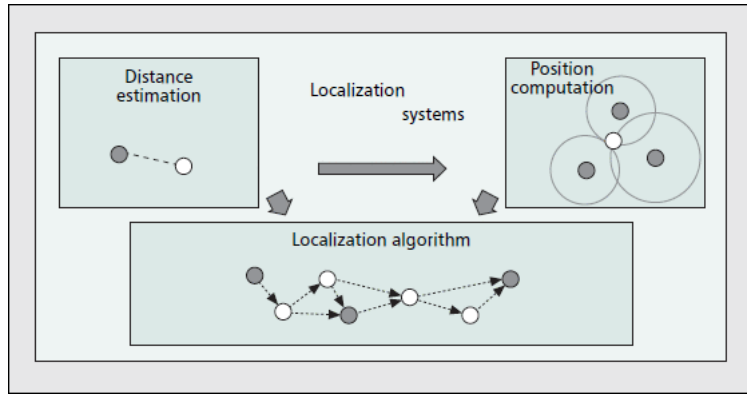 Distance
estimation
Localization
systems
Position
computation
Localization algorithm